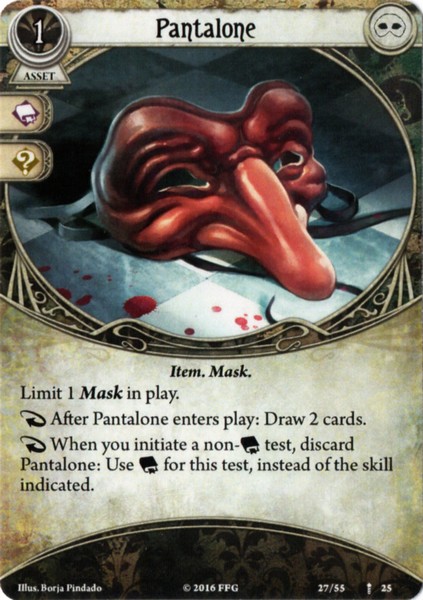 1
Pantalone
ASSET
?
Item. Mask.
Limit 1 Mask in play.
After Pantalone enters play: Draw 2 cards.
When you initiate a non- test, discard
Pantalone: Use for this test, instead of the skill
indicated.
Illus. Borja Pindado
© 2016 FFG
27/55
25